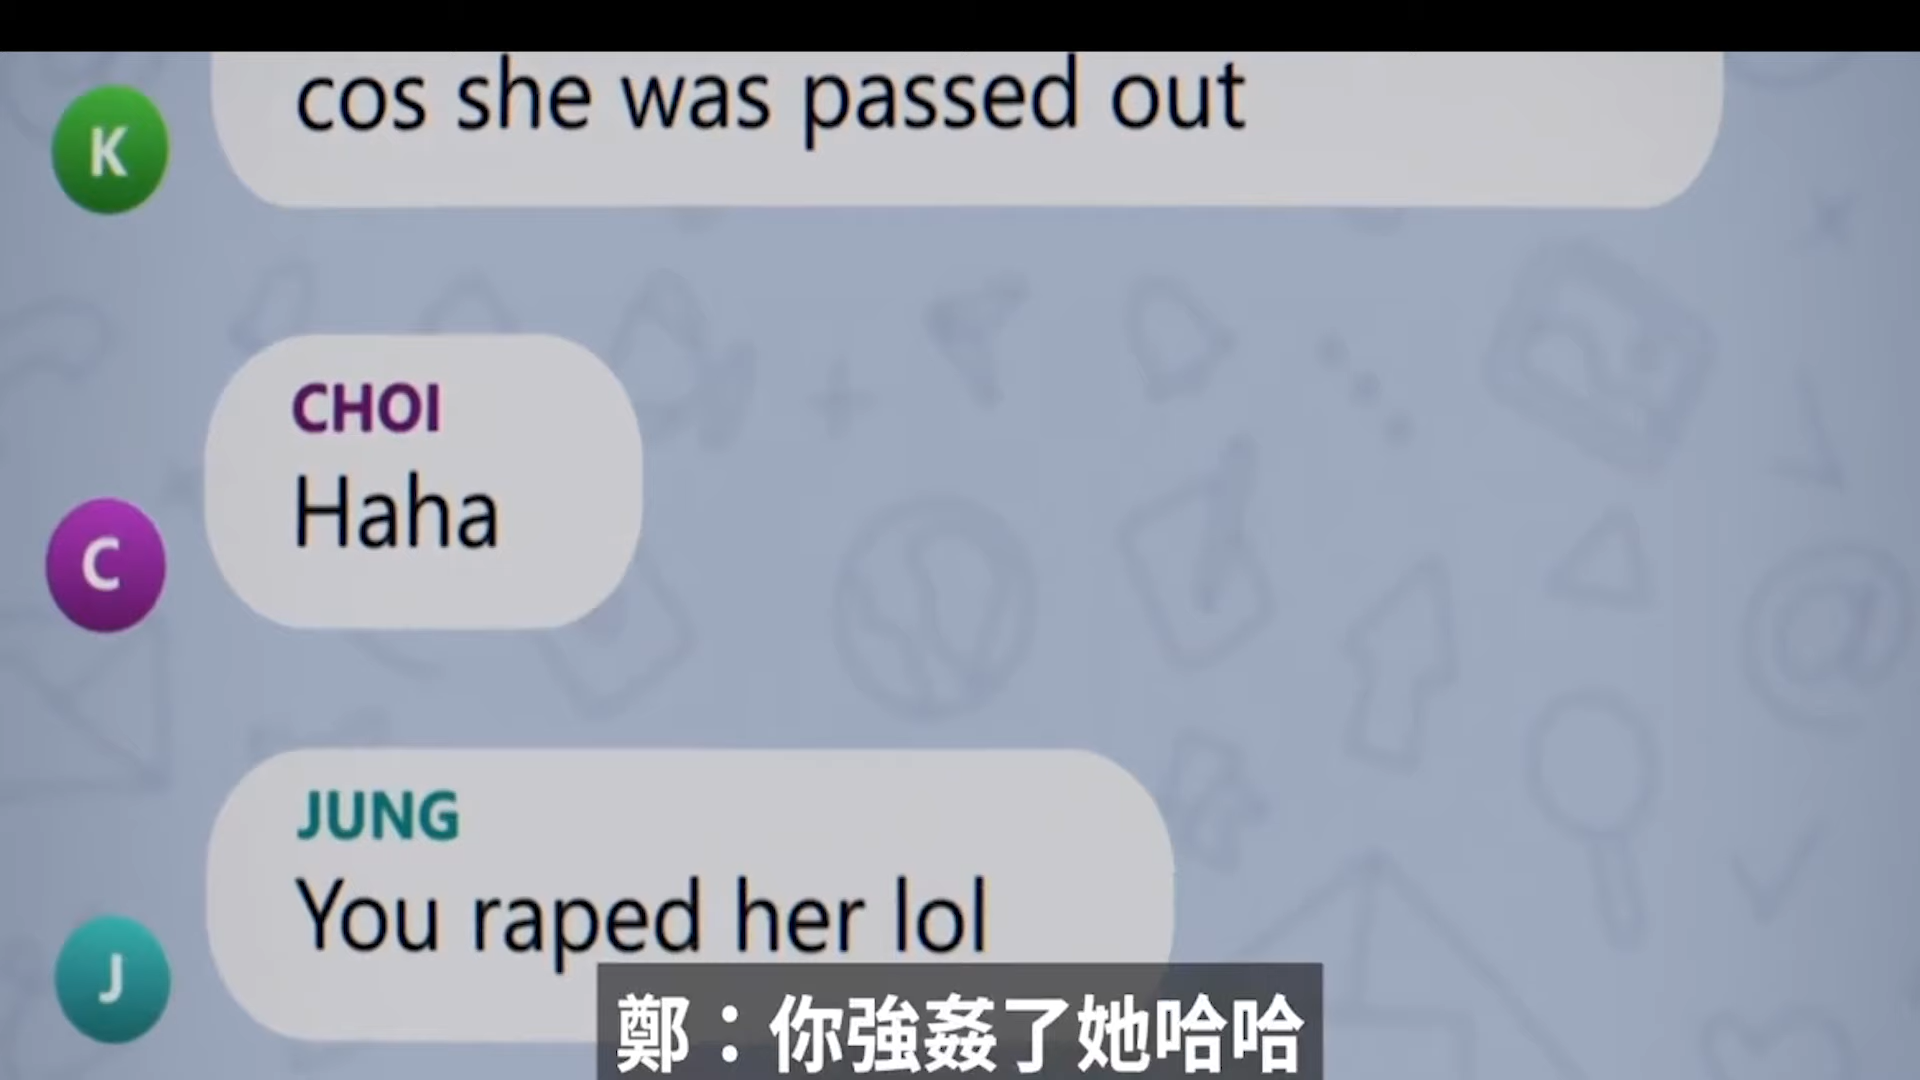 cos she was passed out
K
CHOI
Haha
C
JUNG
You raped her lol
J
鄭：你強姦了她哈哈